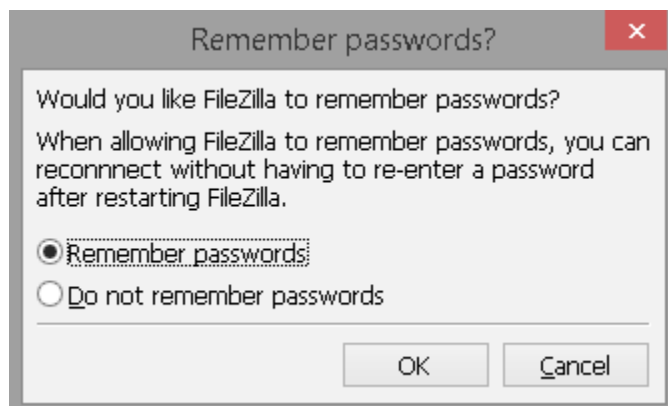 Remember passwords?
Would you like FileZilla to remember passwords?
When allowing FileZilla to remember passwords, you can
reconnnect without having to re-enter a password
after restarting FileZilla.
Remember passwords
Do not remember passwords
OK
Cancel